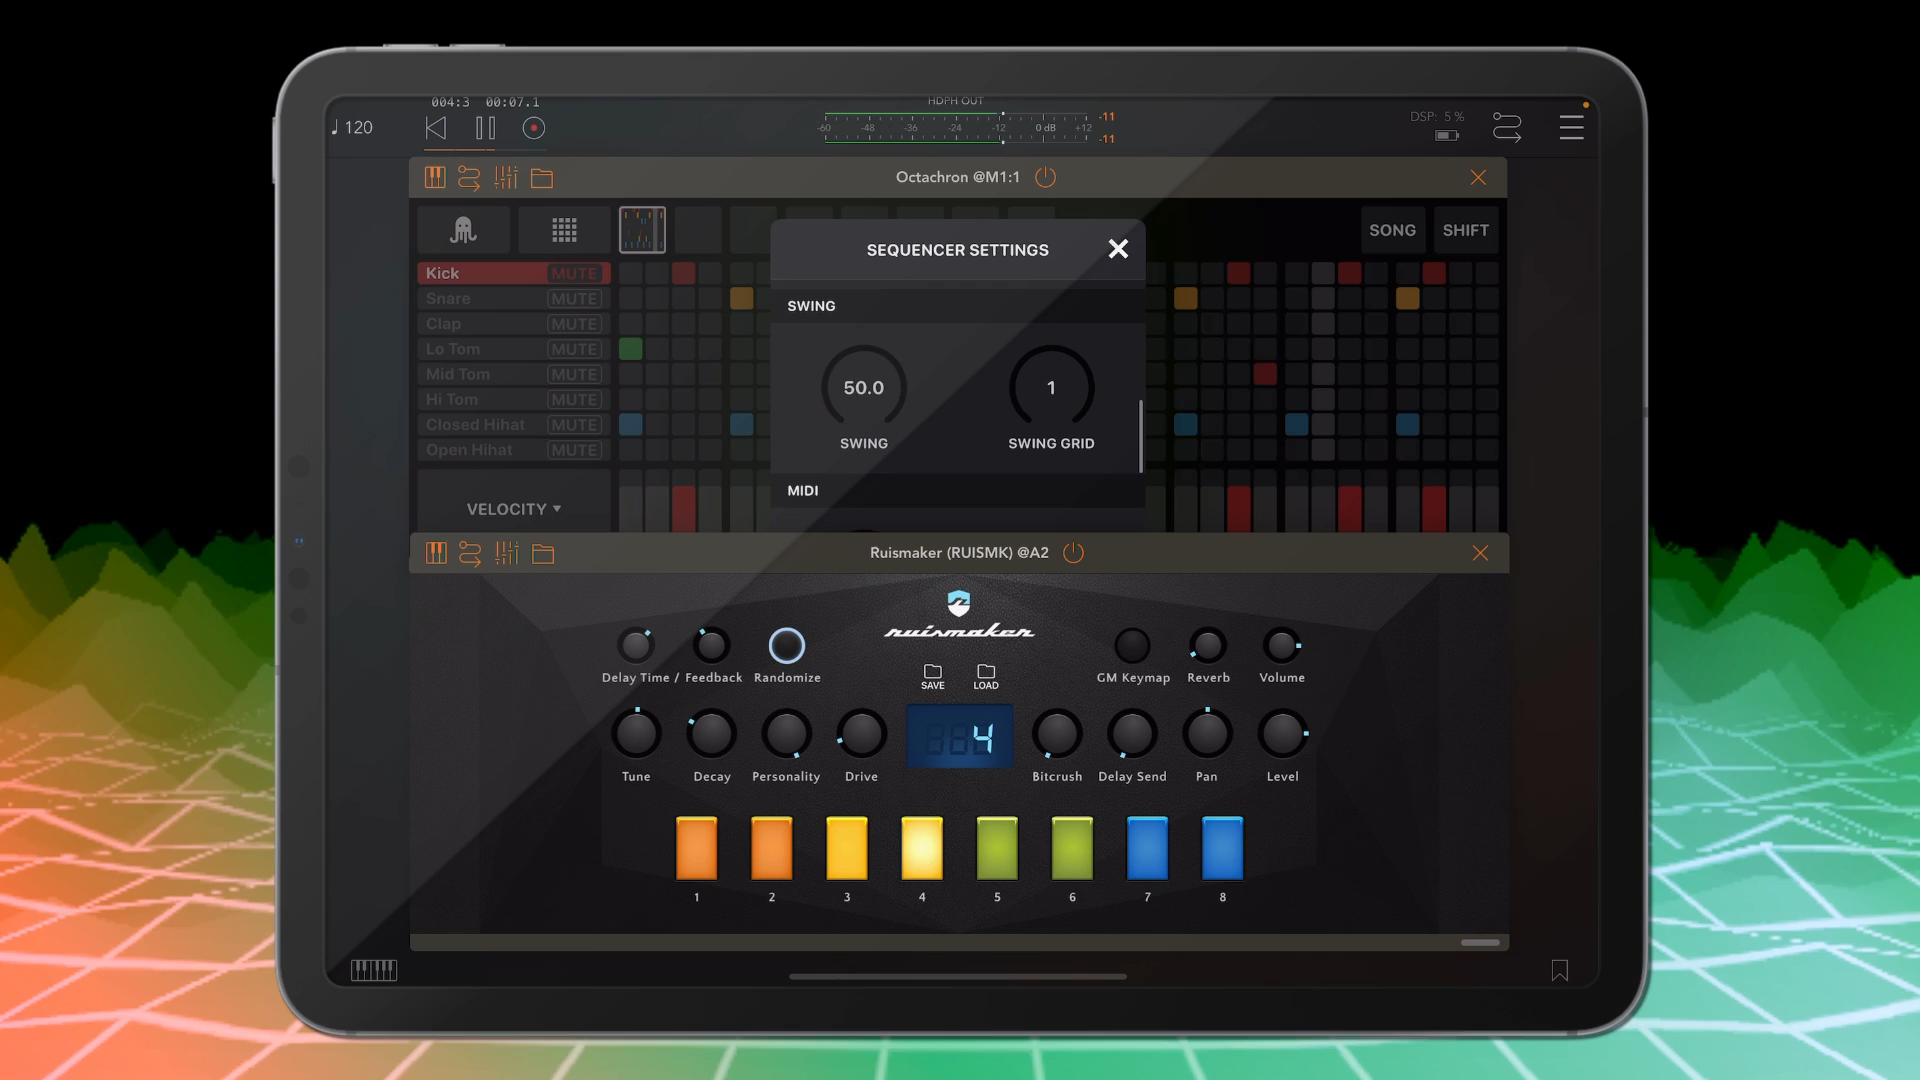 004:3 00:07.1
HDPH OUT
♩ 120
-60 -48 -36 -24 -12 0 dB +12
-11
-11
DSP: 5 %
Octachron @M1:1
SONG SHIFT
SEQUENCER SETTINGS
Kick MUTE
Snare MUTE
Clap MUTE
Lo Tom MUTE
Mid Tom MUTE
Hi Tom MUTE
Closed Hihat MUTE
Open Hihat MUTE
VELOCITY
SWING
50.0 1
SWING SWING GRID
MIDI
Ruismaker (RUISMK) @A2
ruismaker
Delay Time / Feedback Randomize
SAVE LOAD
GM Keymap Reverb Volume
4
Tune Decay Personality Drive Bitcrush Delay Send Pan Level
1 2 3 4 5 6 7 8